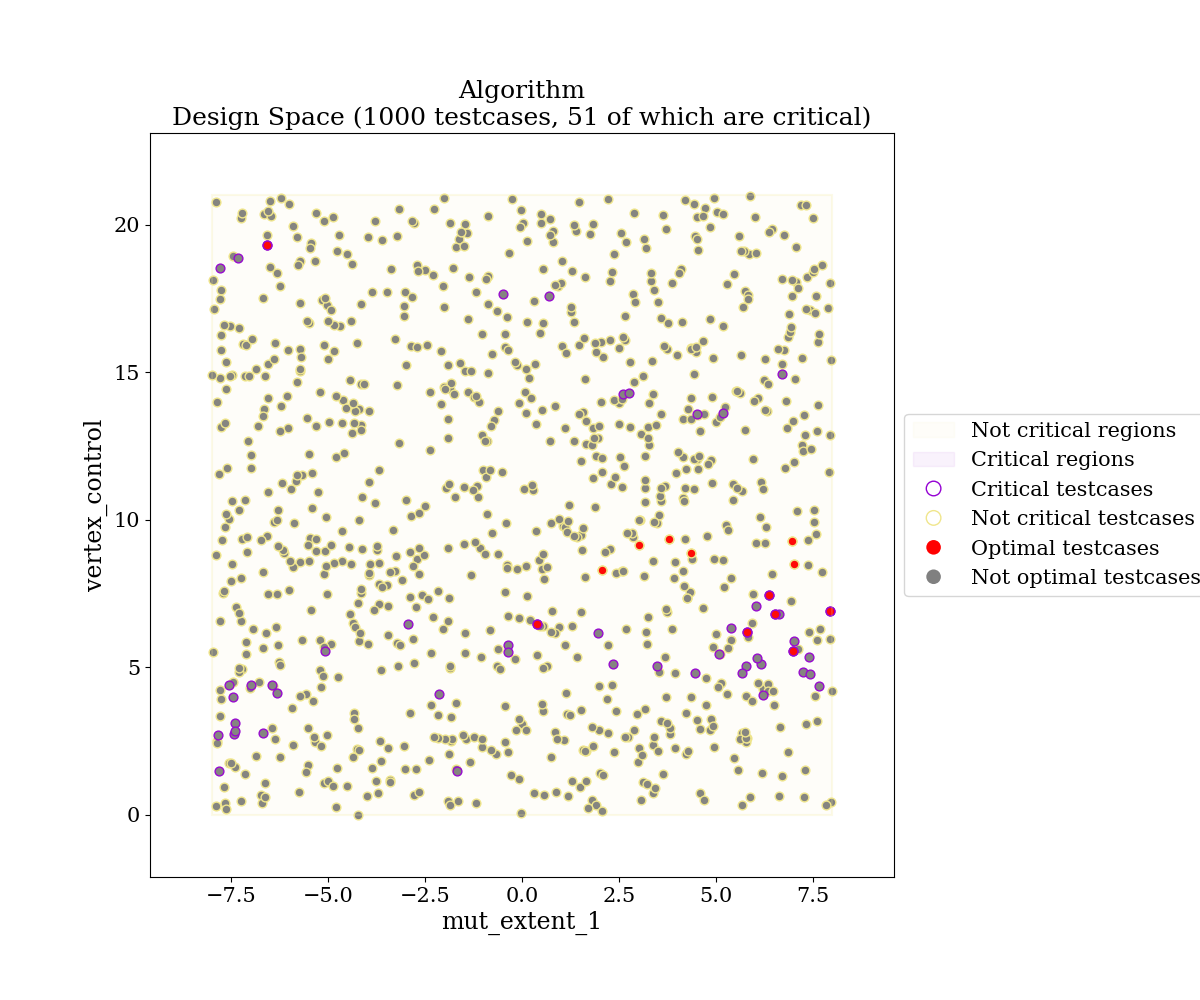 Algorithm
Design Space (1000 testcases, 51 of which are critical)
20
15
10
5
0
vertex_control
−7.5
−5.0
−2.5
0.0
2.5
5.0
7.5
mut_extent_1
Not critical regions
Critical regions
Critical testcases
Not critical testcases
Optimal testcases
Not optimal testcases